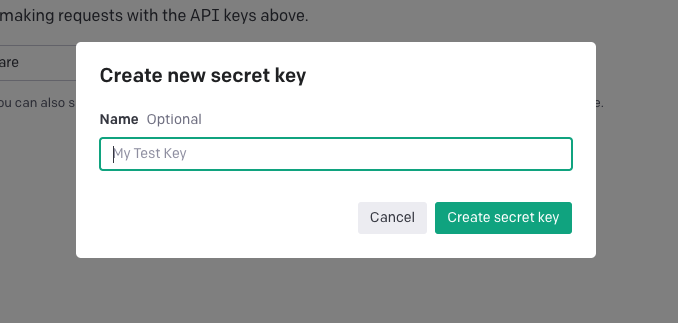 making requests with the API keys above.
are
ou can also s
e.
Create new secret key
Name Optional
My Test Key
Cancel Create secret key